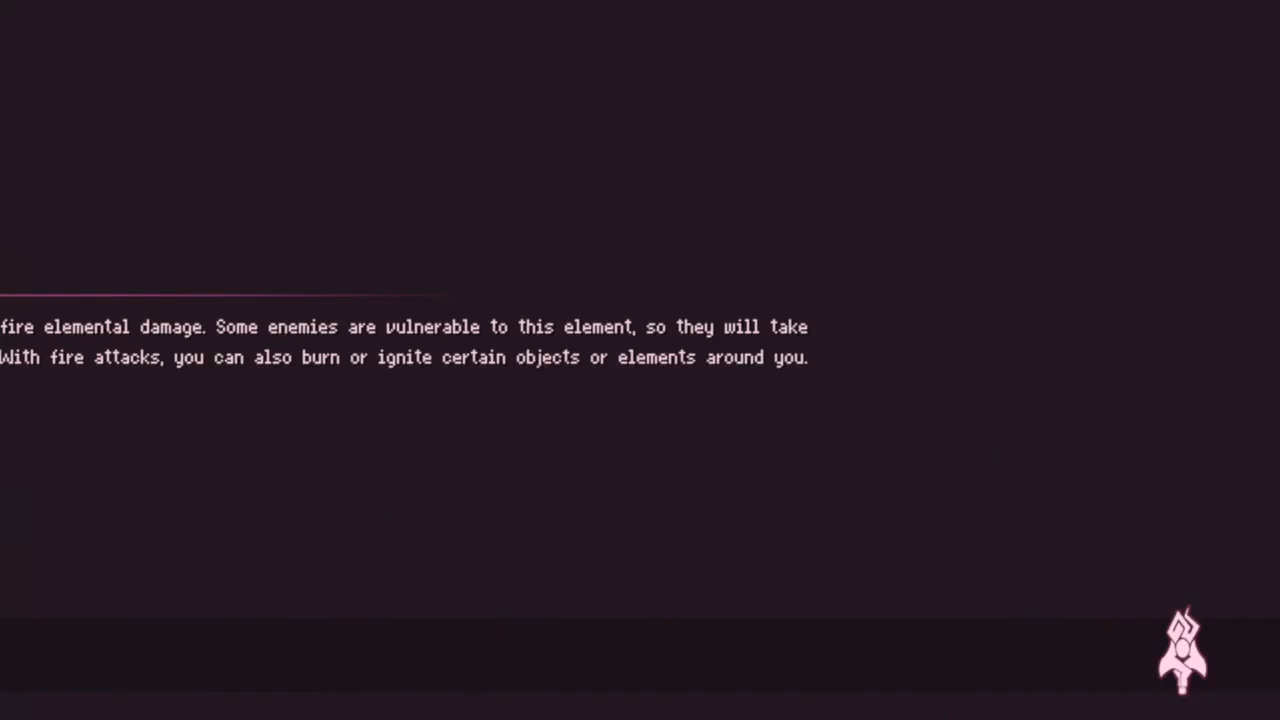 fire elemental damage. Some enemies are vulnerable to this element, so they will take
With fire attacks, you can also burn or ignite certain objects or elements around you.